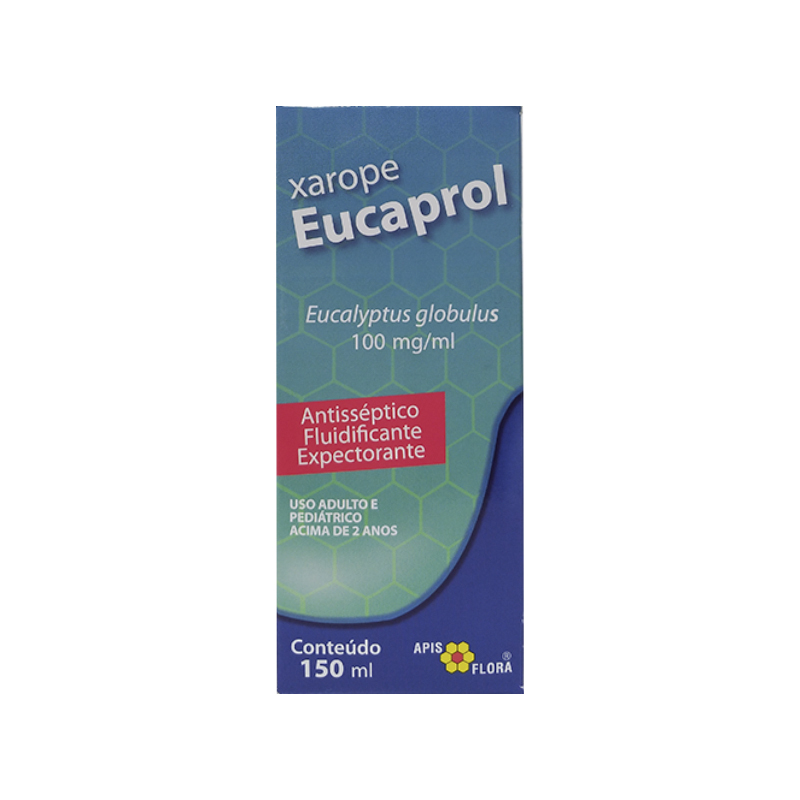 xarope
Eucaprol
Eucalyptus globulus
100 mg/ml
Antisséptico
Fluidificante
Expectorante
USO ADULTO E
PEDIÁTRICO
ACIMA DE 2 ANOS
Conteúdo
150 ml
APIS
FLORA ®